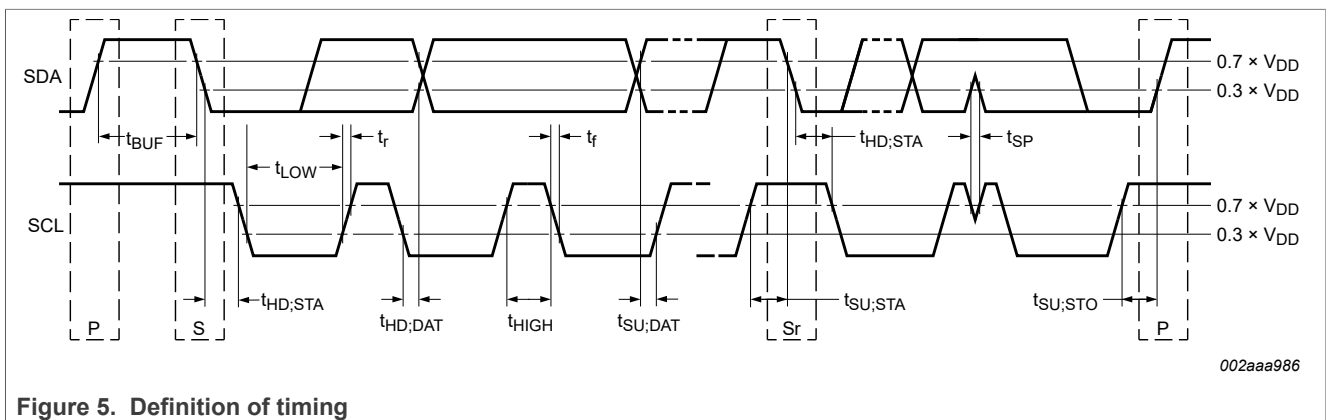 SDA
0.7 × VDD
0.3 × VDD
tBUF
tr
tf
tHD;STA
tSP
tLOW
SCL
0.7 × VDD
0.3 × VDD
tHD;STA
tHD;DAT
tHIGH
tSU;DAT
tSU;STA
tSU;STO
P
S
Sr
P
002aaa986
Figure 5. Definition of timing